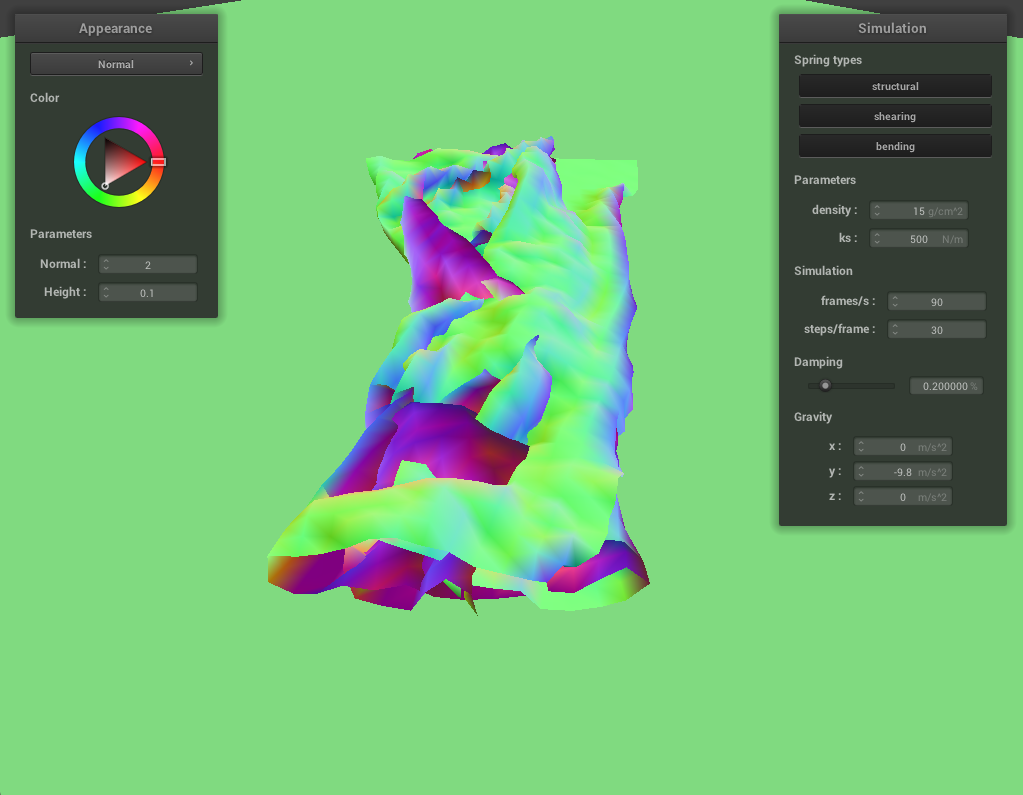 Appearance
Normal
Color
Parameters
Normal : 2
Height : 0.1
Simulation
Spring types
structural
shearing
bending
Parameters
density : 15 g/cm^2
ks : 500 N/m
Simulation
frames/s : 90
steps/frame : 30
Damping
0.200000 %
Gravity
x : 0 m/s^2
y : -9.8 m/s^2
z : 0 m/s^2